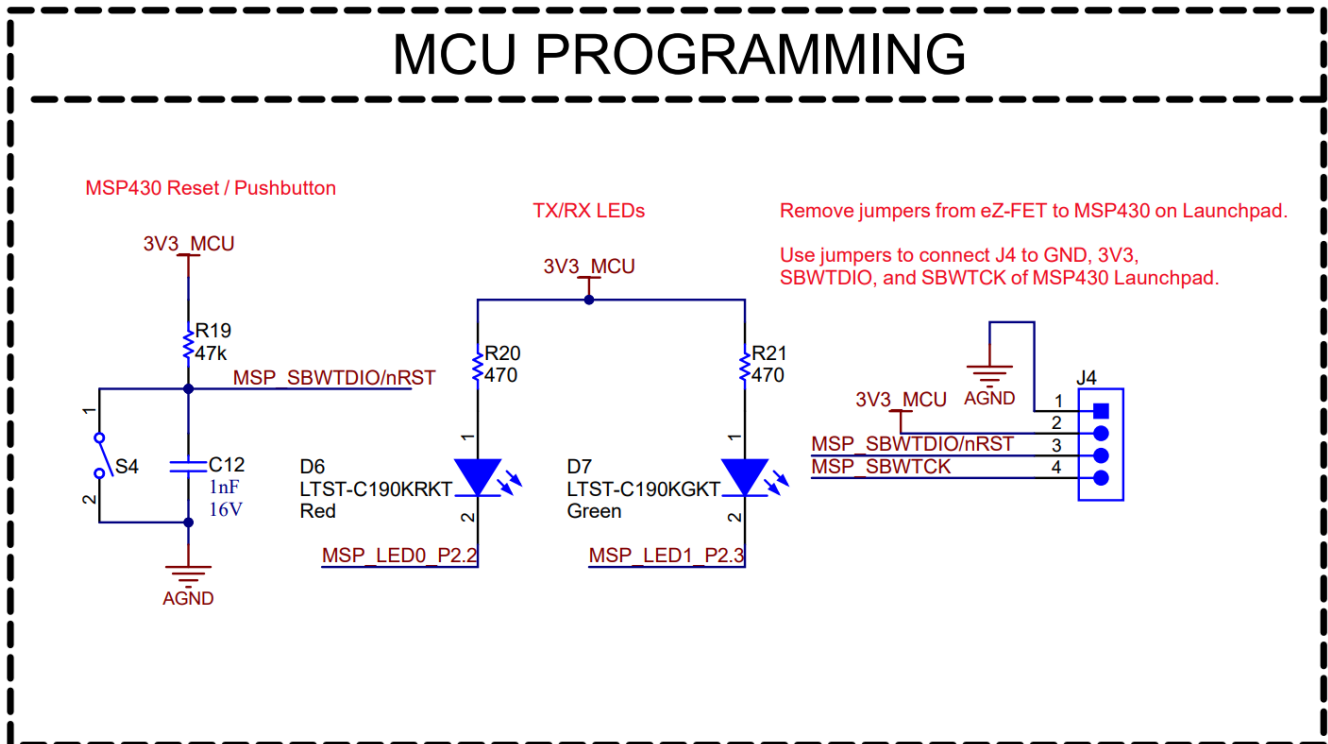 MCU PROGRAMMING
MSP430 Reset / Pushbutton
3V3_MCU
R19
47k
MSP_SBWTDIO/nRST
1
S4
2
C12
1nF
16V
AGND
TX/RX LEDs
3V3_MCU
R20
470
1
D6
LTST-C190KRKT
Red
2
MSP_LED0_P2.2
R21
470
1
D7
LTST-C190KGKT
Green
2
MSP_LED1_P2.3
Remove jumpers from eZ-FET to MSP430 on Launchpad.
Use jumpers to connect J4 to GND, 3V3,
SBWTDIO, and SBWTCK of MSP430 Launchpad.
AGND
3V3_MCU
MSP_SBWTDIO/nRST
MSP_SBWTCK
J4
1
2
3
4